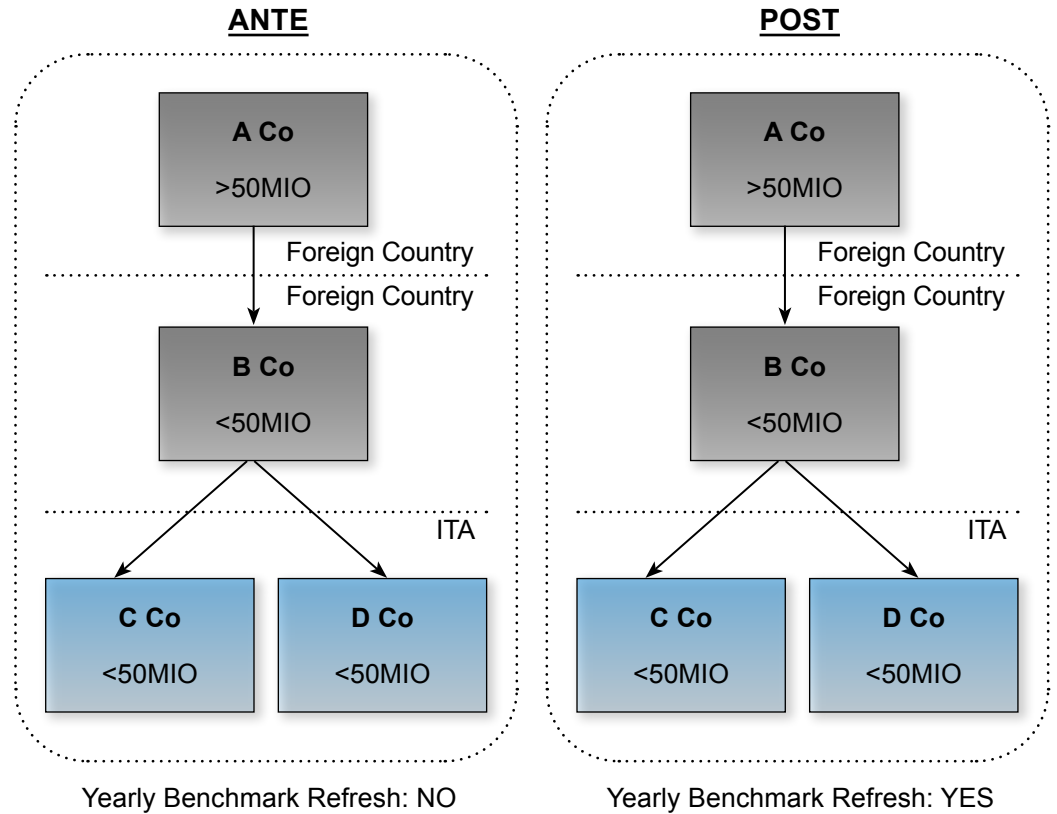 ANTE
A Co
>50MIO
Foreign Country
Foreign Country
B Co
<50MIO
ITA
C Co
<50MIO
D Co
<50MIO
Yearly Benchmark Refresh: NO
POST
A Co
>50MIO
Foreign Country
Foreign Country
B Co
<50MIO
ITA
C Co
<50MIO
D Co
<50MIO
Yearly Benchmark Refresh: YES